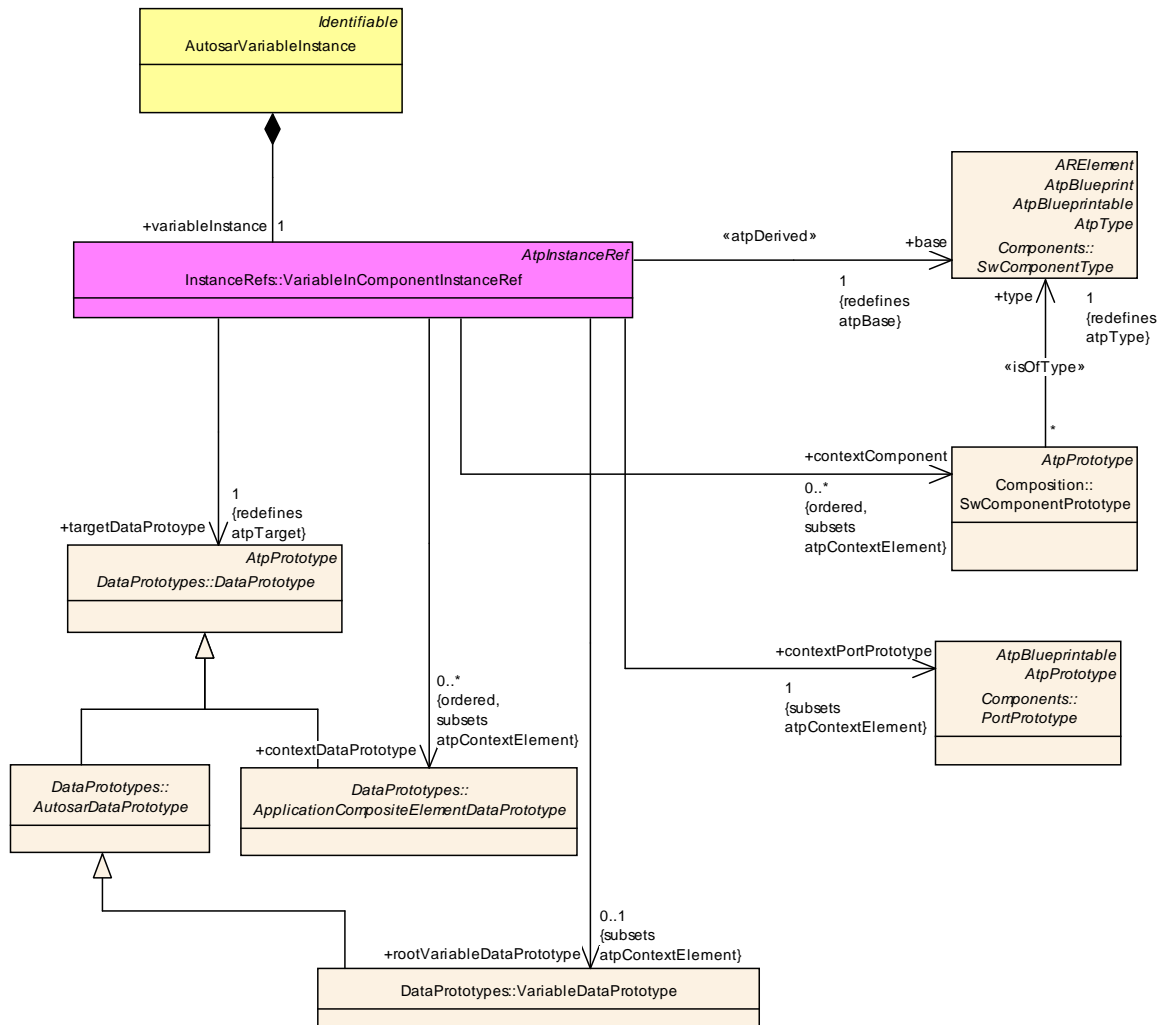 Identifiable
AutosarVariableInstance
+variableInstance 1
AtpInstanceRef
InstanceRefs::VariableInComponentInstanceRef
«atpDerived»
+base
1
{redefines
atpBase}
ARElement
AtpBlueprint
AtpBlueprintable
AtpType
Components::
SwComponentType
+type
1
{redefines
atpType}
«isOfType»
*
+contextComponent
0..*
{ordered,
subsets
atpContextElement}
AtpPrototype
Composition::
SwComponentPrototype
+targetDataProtoype
1
{redefines
atpTarget}
AtpPrototype
DataPrototypes::DataPrototype
+contextPortPrototype
1
{subsets
atpContextElement}
AtpBlueprintable
AtpPrototype
Components::
PortPrototype
0..*
{ordered,
subsets
atpContextElement}
+contextDataPrototype
DataPrototypes::
AutosarDataPrototype
DataPrototypes::
ApplicationCompositeElementDataPrototype
0..1
{subsets
atpContextElement}
+rootVariableDataPrototype
DataPrototypes::VariableDataPrototype